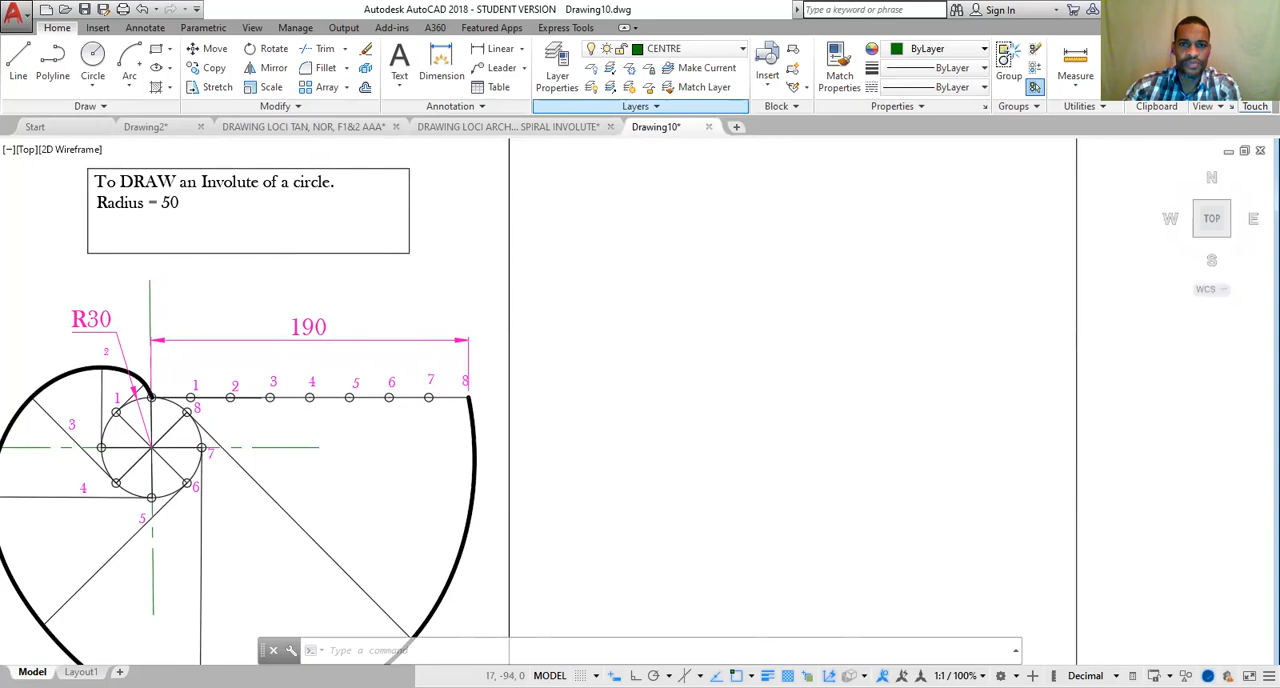 Autodesk AutoCAD 2018 - STUDENT VERSION Drawing10.dwg
Type a keyword or phrase
Sign In
Home Insert Annotate Parametric View Manage Output Add-ins A360 Featured Apps Express Tools
Line Polyline Circle Arc
Move Rotate Trim
Copy Mirror Fillet
Stretch Scale Array
Text Dimension
Linear
Leader
Table
Layer Properties
CENTRE
Make Current
Match Layer
Insert
Match Properties
ByLayer
ByLayer
ByLayer
Group
Measure
Draw Modify Annotation Layers Block Properties Groups Utilities Clipboard View Touch
Start Drawing2* DRAWING LOCI TAN, NOR, F1&2 AAA* DRAWING LOCI ARCH... SPIRAL INVOLUTE* Drawing10*
[−][Top][2D Wireframe]
To DRAW an Involute of a circle.
Radius = 50
N
W TOP E
S
WCS
R30
190
2
1 2 3 4 5 6 7 8
1
8
3
7
4
6
5
Type a command
Model Layout1
17, -94, 0 MODEL
1:1 / 100%
Decimal